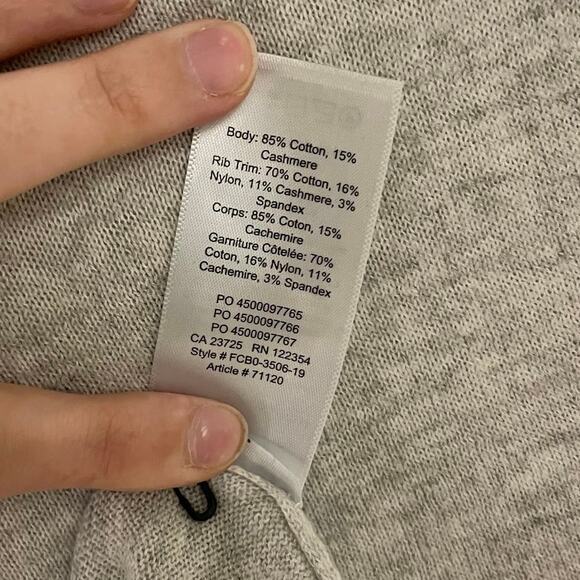 Body: 85% Cotton, 15%
Cashmere
Rib Trim: 70% Cotton, 16%
Nylon, 11% Cashmere, 3%
Spandex
Corps: 85% Coton, 15%
Cachemire
Garniture Côtelée: 70%
Coton, 16% Nylon, 11%
Cachemire, 3% Spandex
PO 4500097765
PO 4500097766
PO 4500097767
CA 23725 RN 122354
Style # FCB0-3506-19
Article # 71120